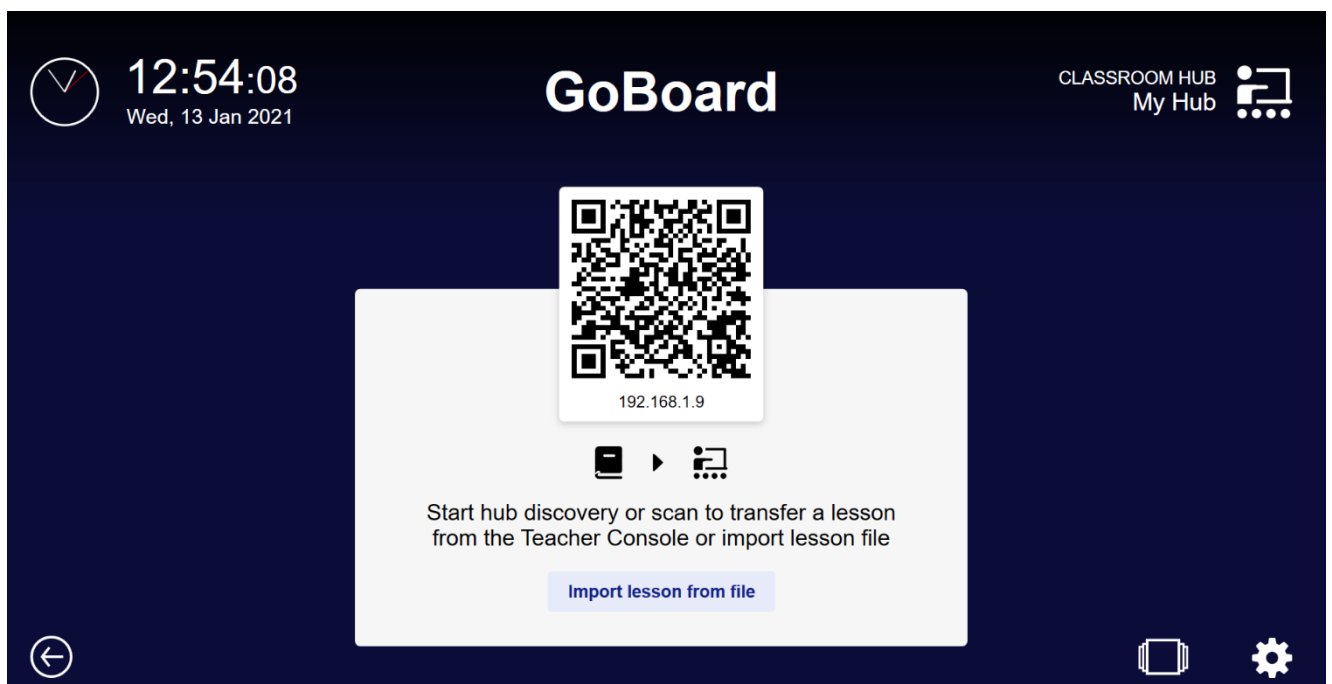 12:54:08
Wed, 13 Jan 2021
GoBoard
CLASSROOM HUB
My Hub
192.168.1.9
Start hub discovery or scan to transfer a lesson
from the Teacher Console or import lesson file
Import lesson from file